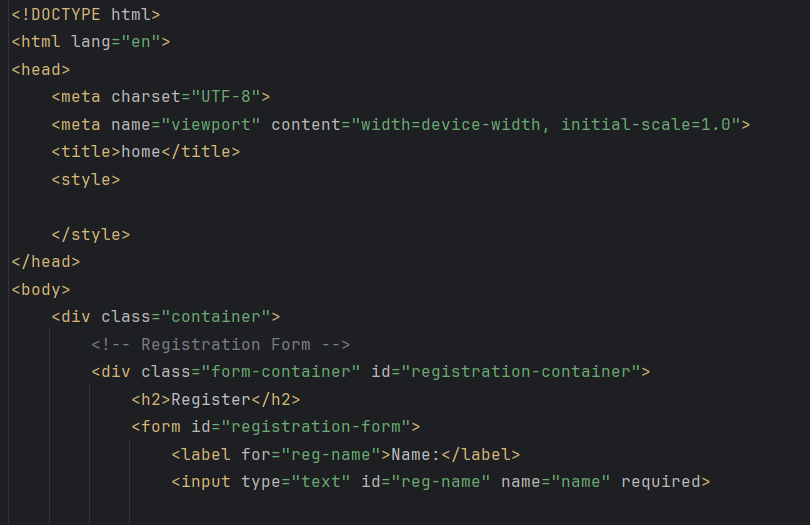 <!DOCTYPE html>
<html lang="en">
<head>
    <meta charset="UTF-8">
    <meta name="viewport" content="width=device-width, initial-scale=1.0">
    <title>home</title>
    <style>

    </style>
</head>
<body>
    <div class="container">
        <!-- Registration Form -->
        <div class="form-container" id="registration-container">
            <h2>Register</h2>
            <form id="registration-form">
                <label for="reg-name">Name:</label>
                <input type="text" id="reg-name" name="name" required>